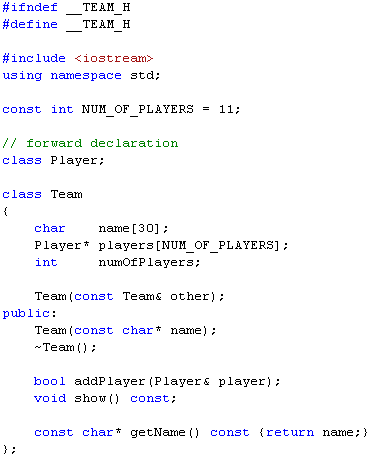 #ifndef __TEAM_H
#define __TEAM_H
#include <iostream>
using namespace std;
const int NUM_OF_PLAYERS = 11;
// forward declaration
class Player;
class Team
{
char name[30];
Player* players[NUM_OF_PLAYERS];
int numOfPlayers;
Team(const Team& other);
public:
Team(const char* name);
~Team();
bool addPlayer(Player& player);
void show() const;
const char* getName() const {return name;}
};